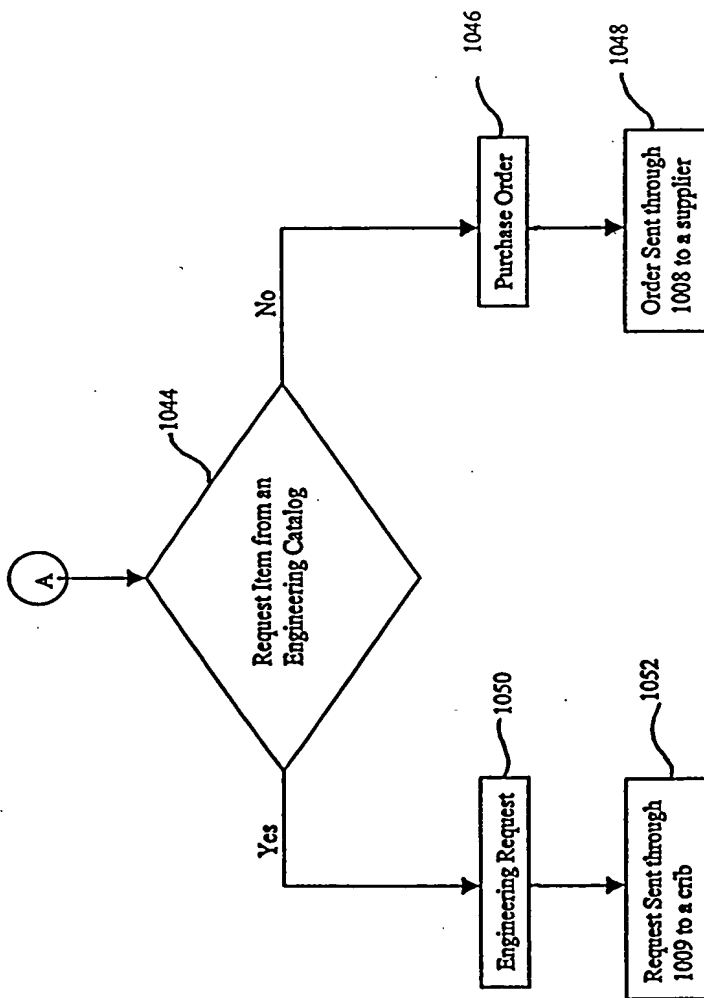 A
1044
Request Item from an
Engineering Catalog
Yes
No
1050
Engineering Request
1046
Purchase Order
1052
Request Sent through
1009 to a crib
1048
Order Sent through
1008 to a supplier